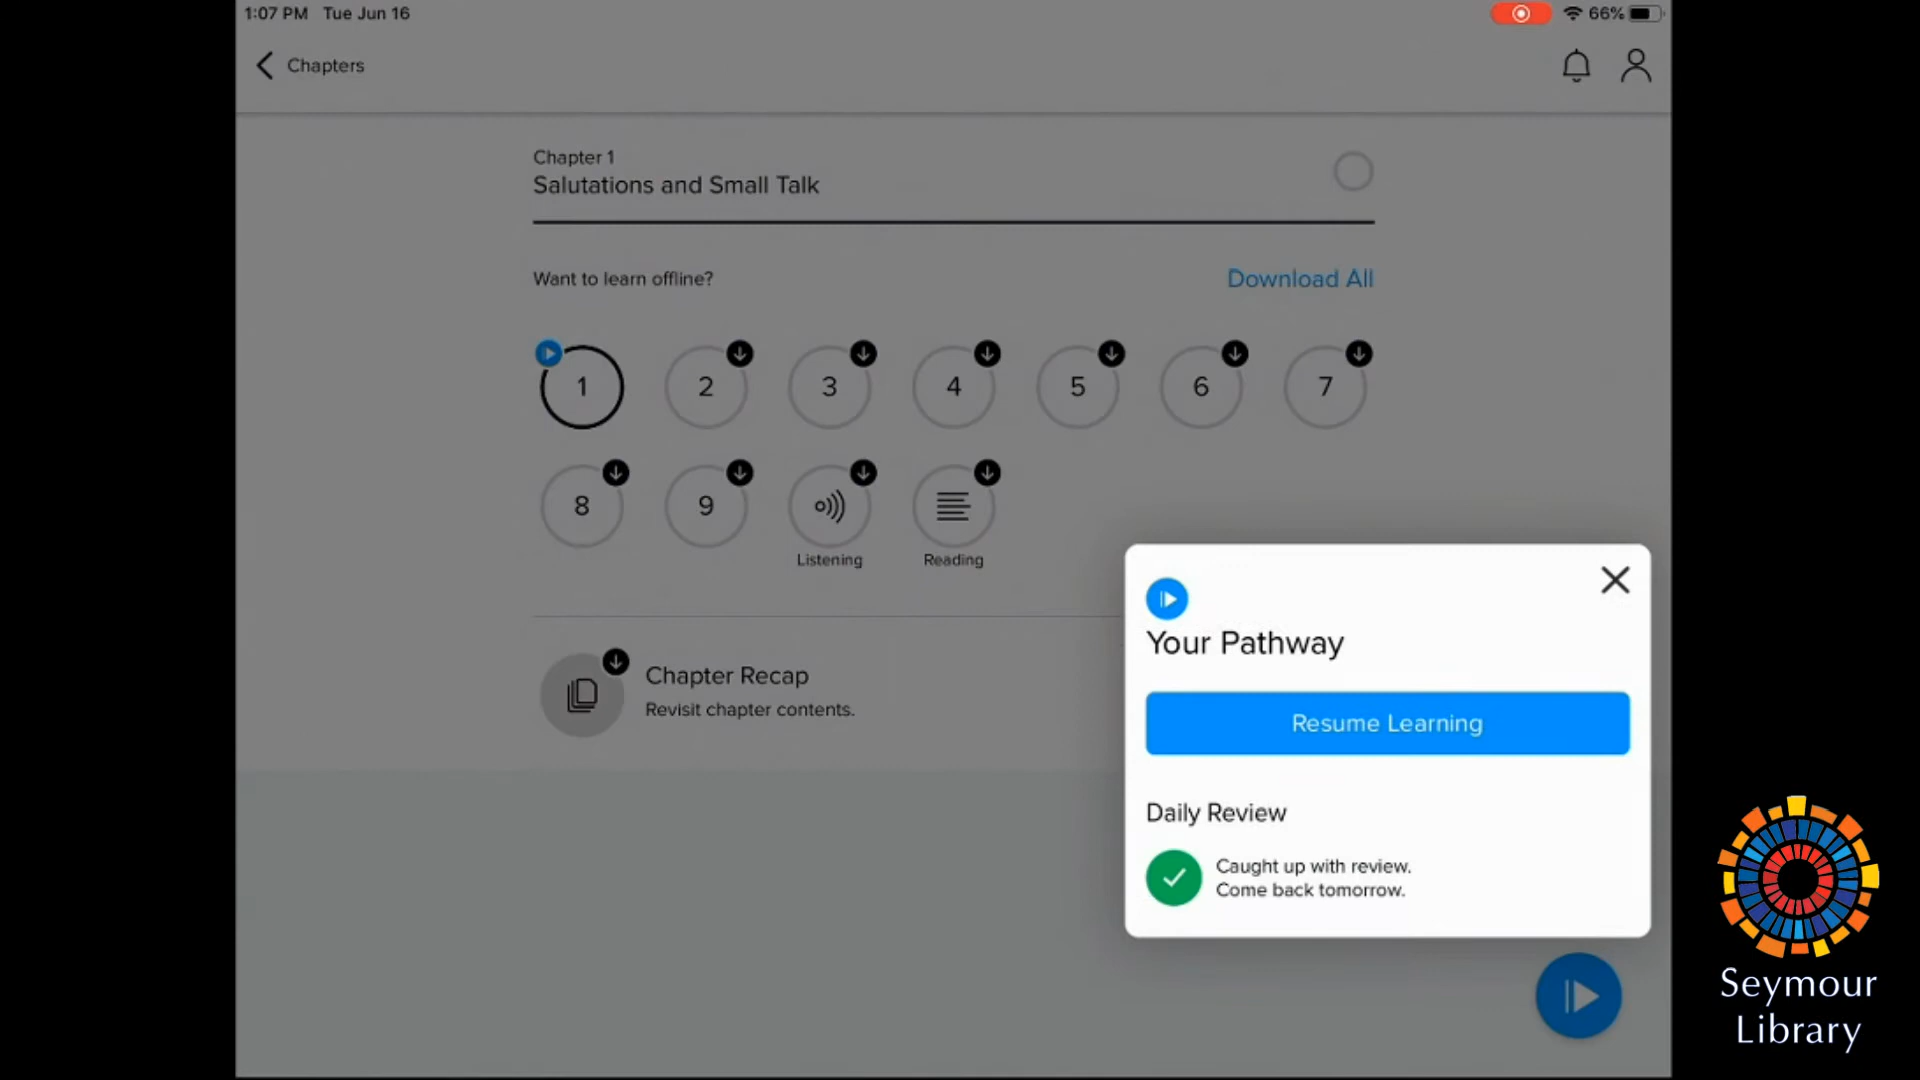 1:07 PM Tue Jun 16
66%
Chapters
Chapter 1
Salutations and Small Talk
Want to learn offline?
Download All
1 2 3 4 5 6 7
8 9
Listening Reading
Chapter Recap
Revisit chapter contents.
Your Pathway
Resume Learning
Daily Review
Caught up with review.
Come back tomorrow.
Seymour
Library